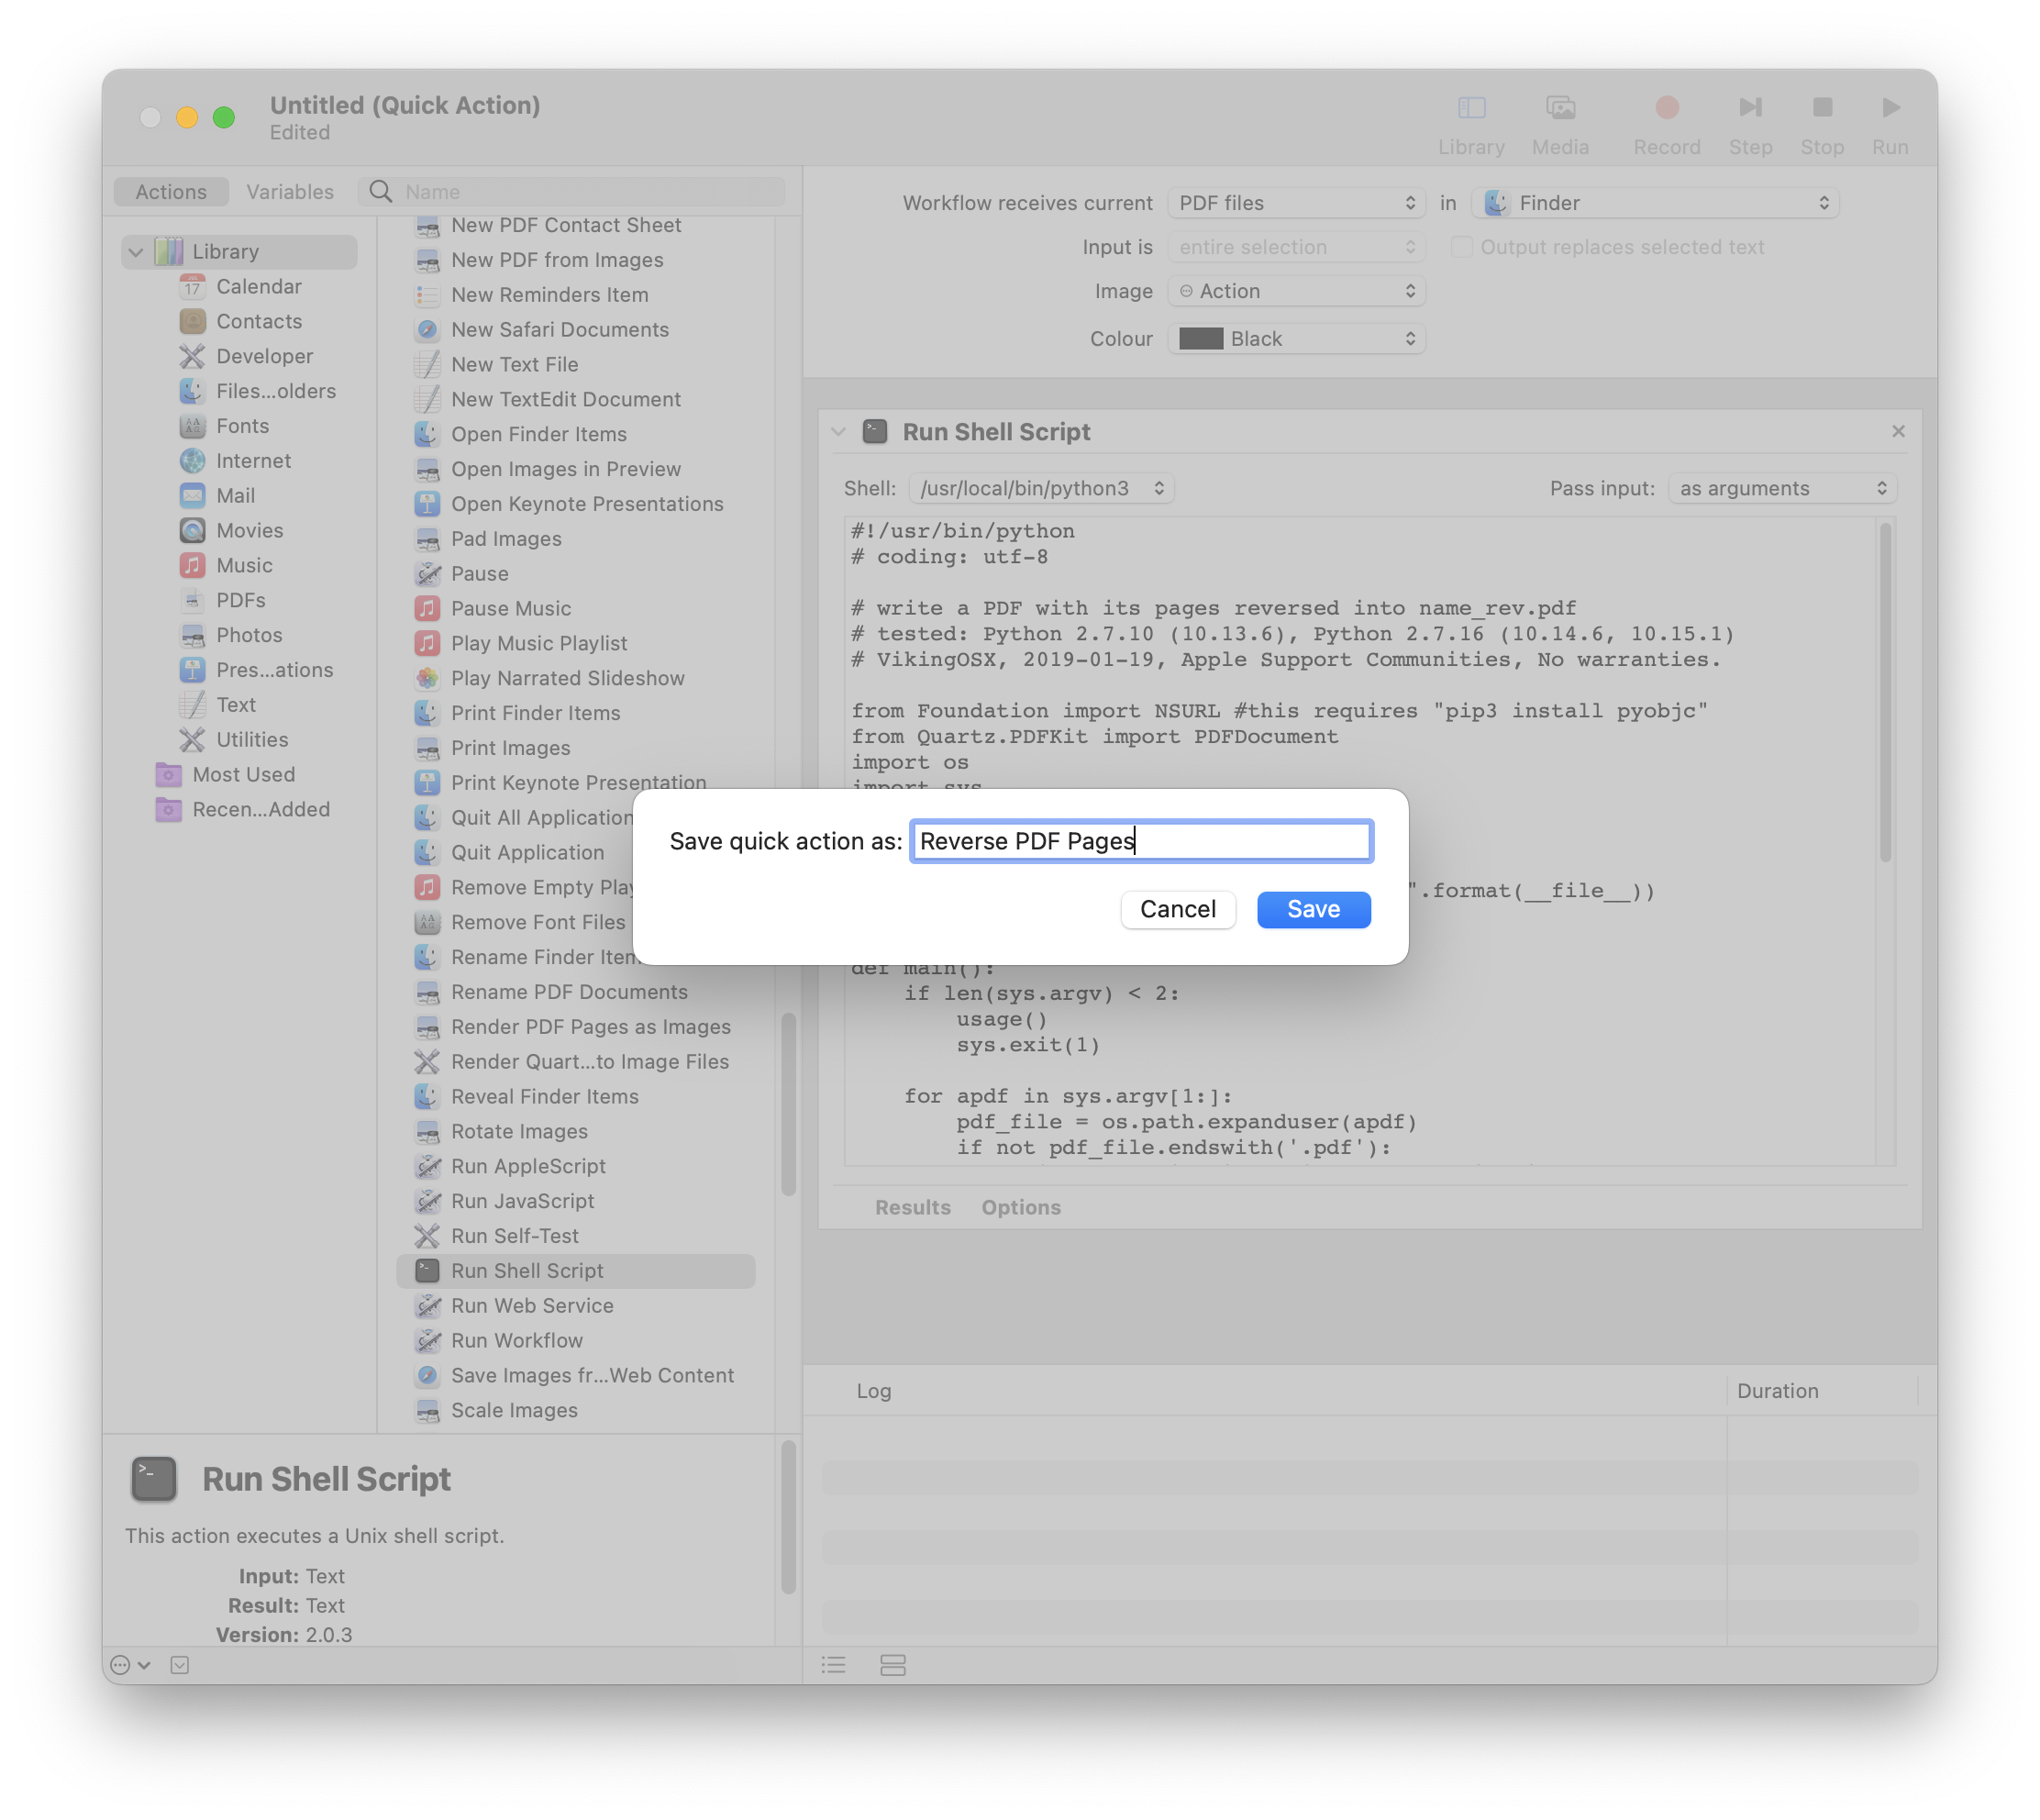 Untitled (Quick Action)
Edited
Library
Media
Record
Step
Stop
Run
Actions
Variables
Name
Library
17
Calendar
Contacts
Developer
Files...olders
Fonts
Internet
Mail
Movies
Music
PDFs
Photos
Pres...ations
Text
Utilities
Most Used
Recen...Added
New PDF Contact Sheet
New PDF from Images
New Reminders Item
New Safari Documents
New Text File
New TextEdit Document
Open Finder Items
Open Images in Preview
Open Keynote Presentations
Pad Images
Pause
Pause Music
Play Music Playlist
Play Narrated Slideshow
Print Finder Items
Print Images
Print Keynote Presentation
Quit All Application
Quit Application
Remove Empty Play
Remove Font Files
Rename Finder Item
Rename PDF Documents
Render PDF Pages as Images
Render Quart...to Image Files
Reveal Finder Items
Rotate Images
Run AppleScript
Run JavaScript
Run Self-Test
Run Shell Script
Run Web Service
Run Workflow
Save Images fr...Web Content
Scale Images
Run Shell Script
This action executes a Unix shell script.
Input: Text
Result: Text
Version: 2.0.3
Workflow receives current PDF files in Finder
Input is entire selection Output replaces selected text
Image Action
Colour Black
Run Shell Script
Shell: /usr/local/bin/python3 Pass input: as arguments
#!/usr/bin/python
# coding: utf-8
# write a PDF with its pages reversed into name_rev.pdf
# tested: Python 2.7.10 (10.13.6), Python 2.7.16 (10.14.6, 10.15.1)
# VikingOSX, 2019-01-19, Apple Support Communities, No warranties.
from Foundation import NSURL #this requires "pip3 install pyobjc"
from Quartz.PDFKit import PDFDocument
import os
import sys
Save quick action as: Reverse PDF Pages
Cancel Save
".format(__file__))
def main():
if len(sys.argv) < 2:
usage()
sys.exit(1)
for apdf in sys.argv[1:]:
pdf_file = os.path.expanduser(apdf)
if not pdf_file.endswith('.pdf'):
Results Options
Log Duration